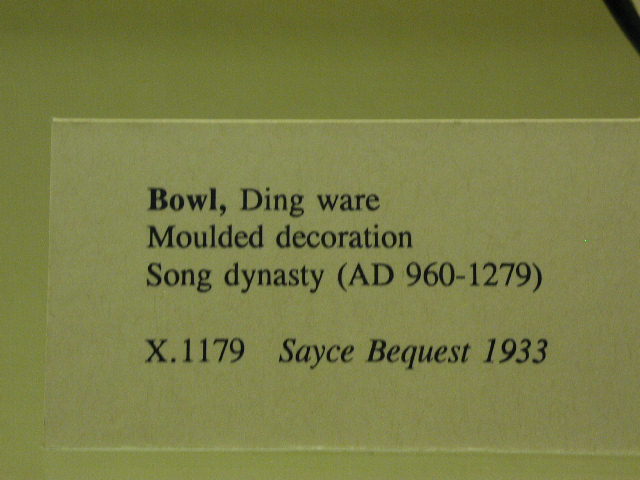 Bowl, Ding ware
Moulded decoration
Song dynasty (AD 960-1279)
X.1179 Sayce Bequest 1933